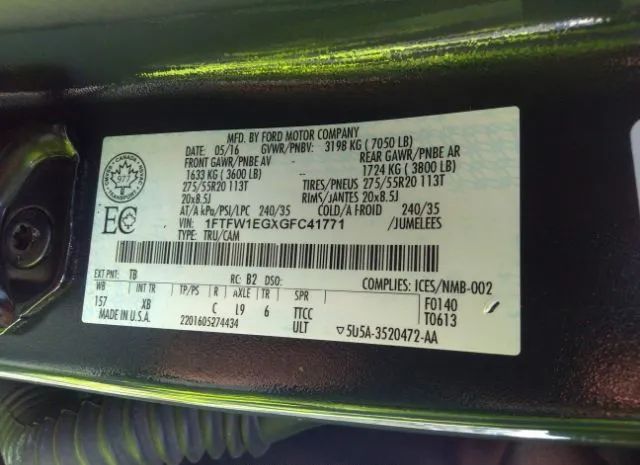 MFD. BY FORD MOTOR COMPANY
DATE: 05/16 GVWR/PNBV: 3198 KG ( 7050 LB)
FRONT GAWR/PNBE AV REAR GAWR/PNBE AR
1633 KG ( 3600 LB) 1724 KG ( 3800 LB)
275/55R20 113T TIRES/PNEUS 275/55R20 113T
20x8.5J RIMS/JANTES 20x8.5J
AT/A kPa/PSI/LPC 240/35 COLD/A FROID 240/35
VIN: 1FTFW1EGXGFC41771 /JUMELEES
TYPE: TRU/CAM
CANADA
977
EC
EXT PNT: TB RC: B2 DSO: COMPLIES: ICES/NMB-002
WB INT TR TP/PS R AXLE TR SPR F0140
157 XB C L9 6 TTCC T0613
MADE IN U.S.A. ULT ▽5U5A-3520472-AA
2201605274434